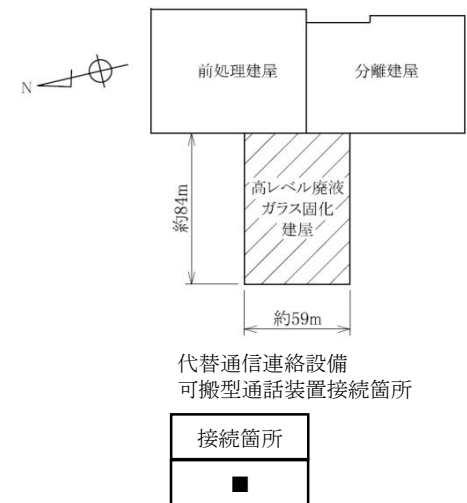 N
前処理建屋
分離建屋
高レベル廃液
ガラス固化
建屋
約84m
約59m
代替通信連絡設備
可搬型通話装置接続箇所
接続箇所
■